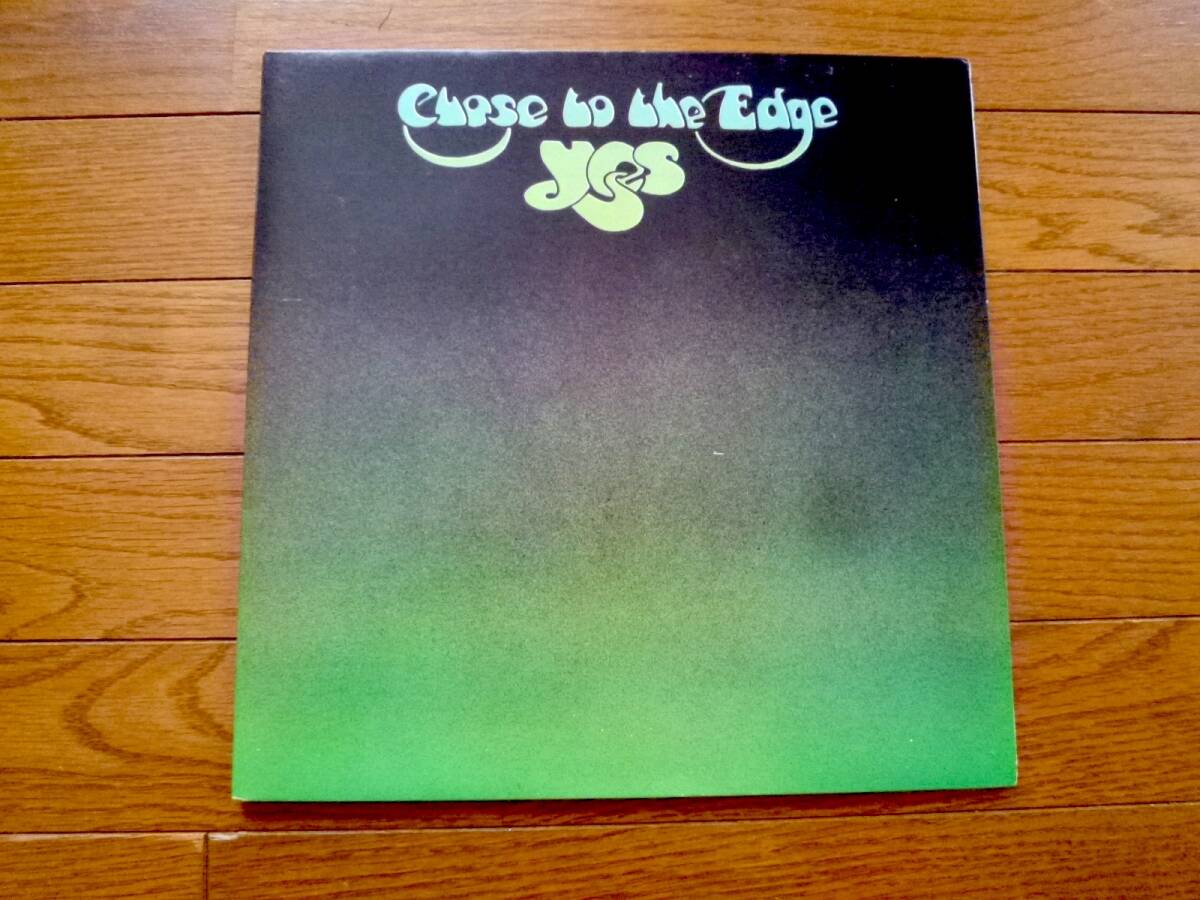 Close to the Edge
yes